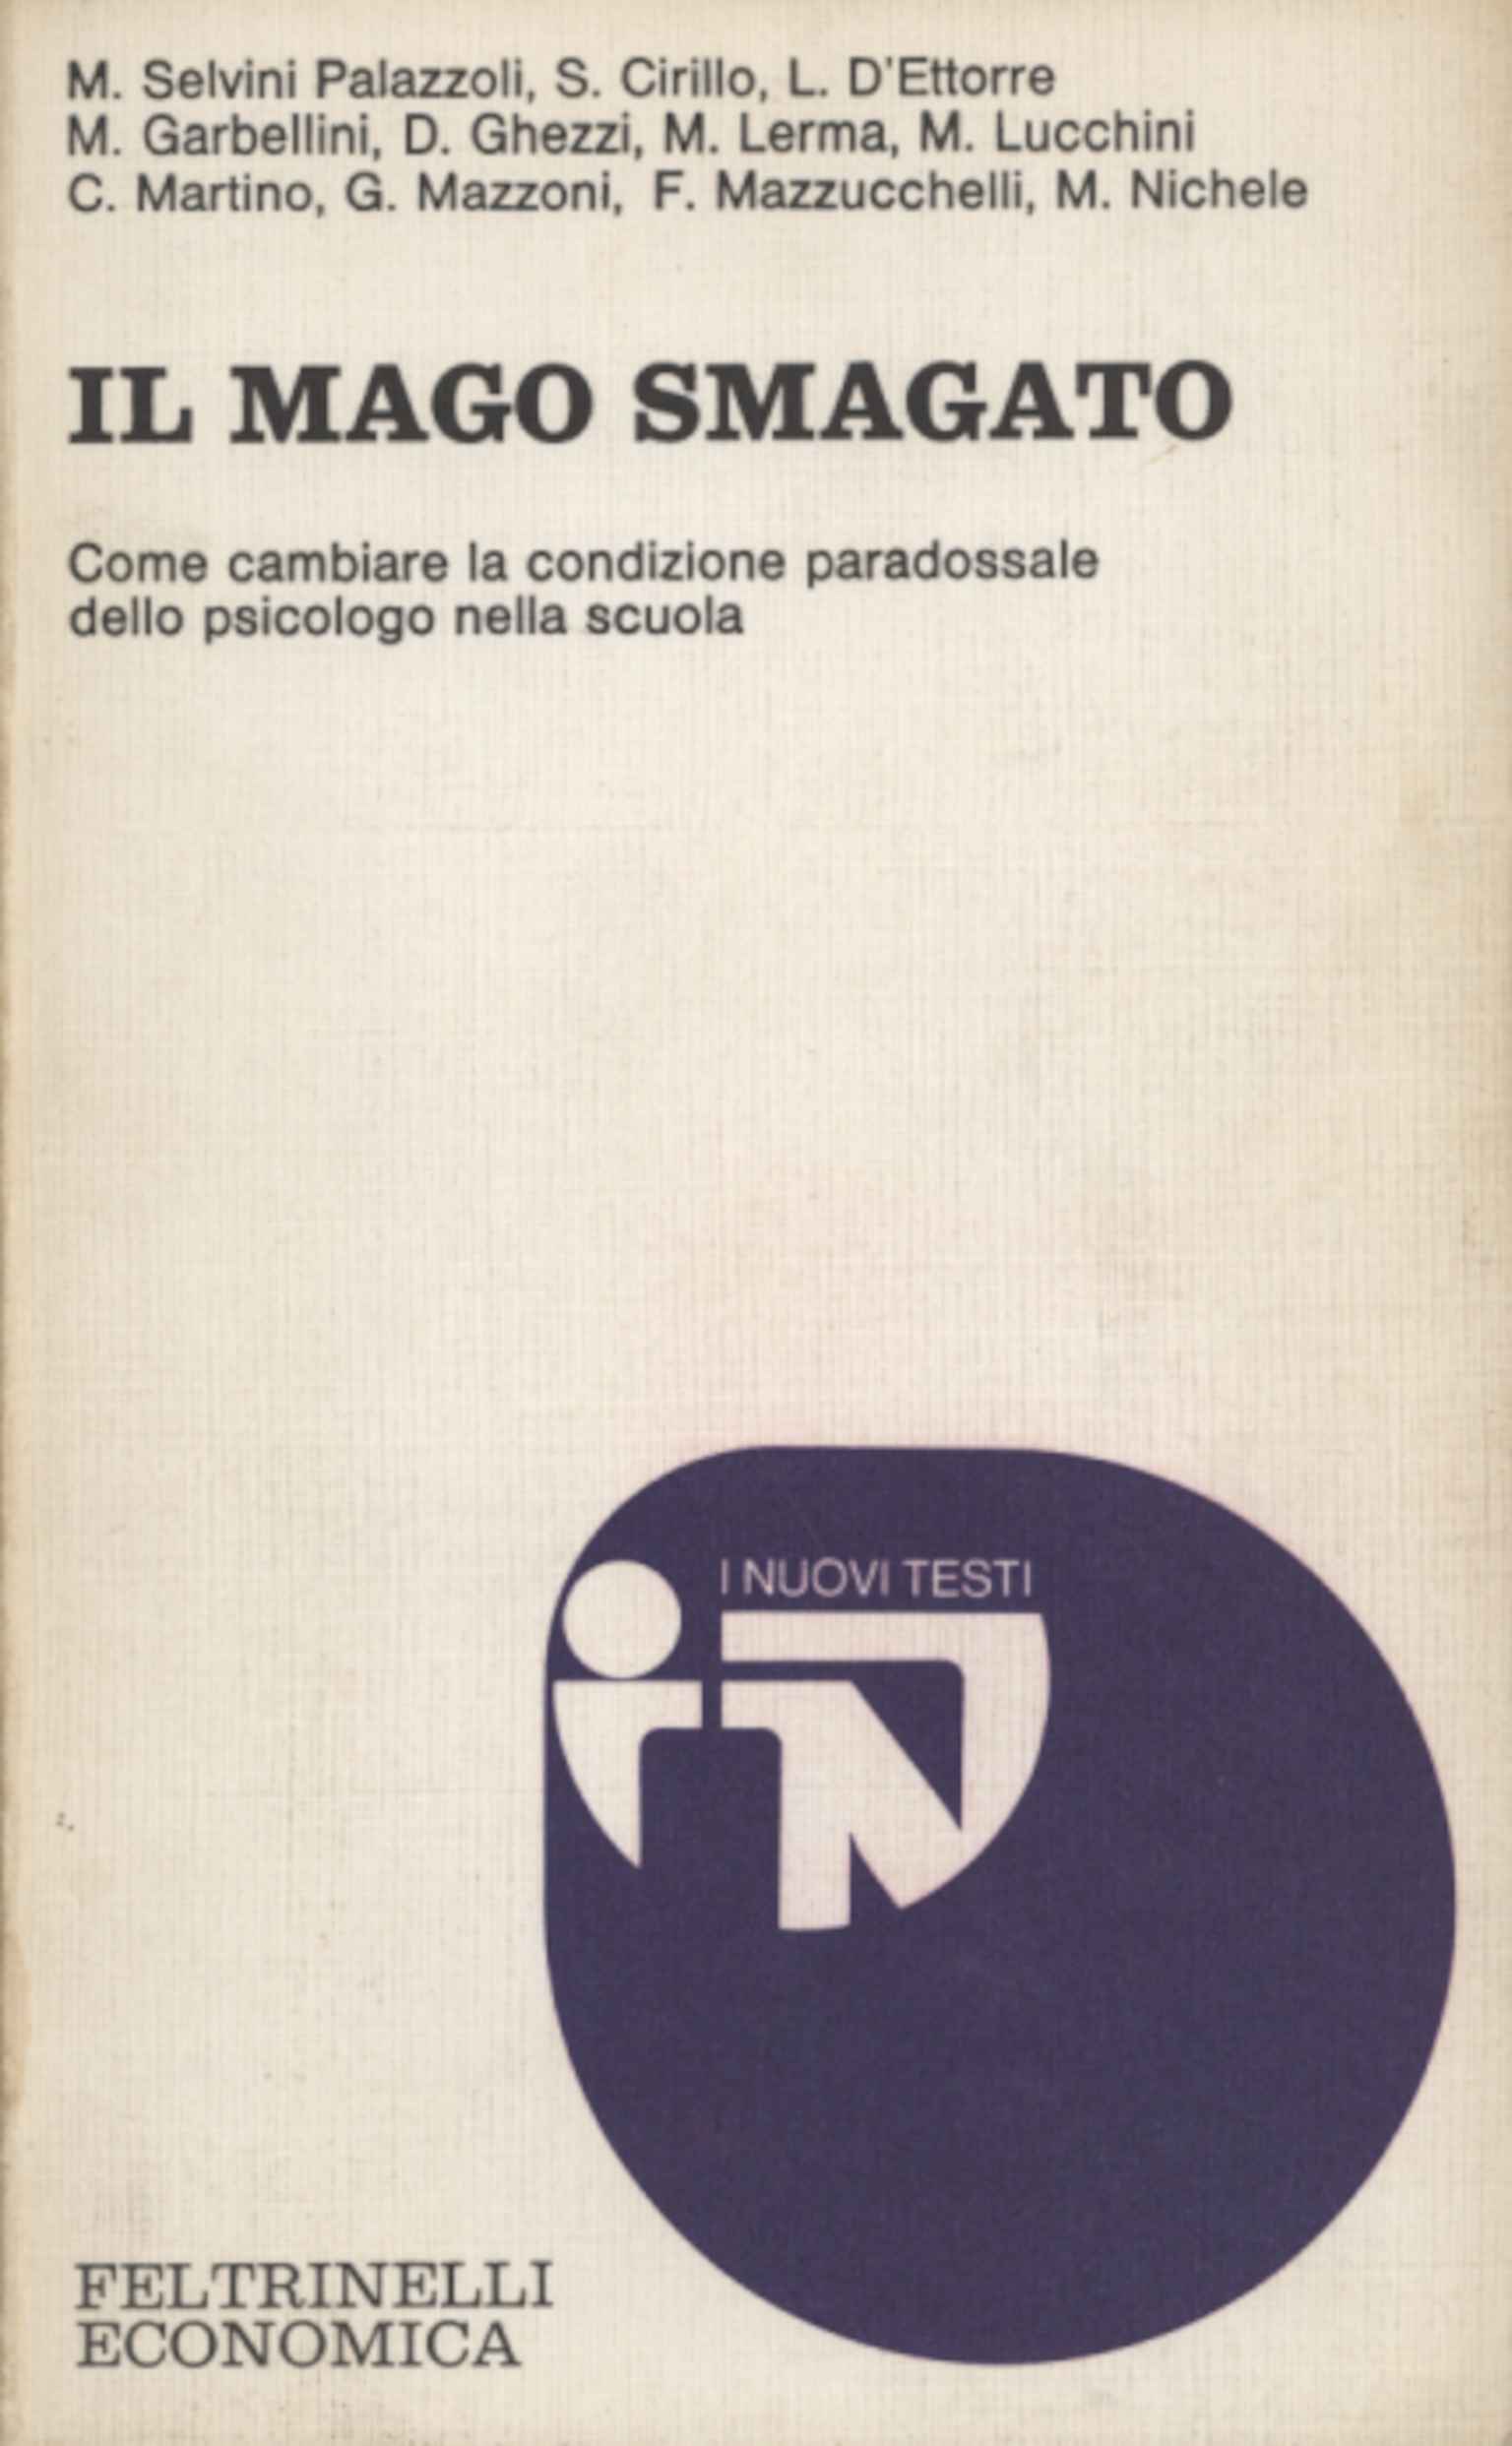 M. Selvini Palazzoli, S. Cirillo, L. D'Ettorre
M. Garbellini, D. Ghezzi, M. Lerma, M. Lucchini
C. Martino, G. Mazzoni, F. Mazzucchelli, M. Nichele
IL MAGO SMAGATO
Come cambiare la condizione paradossale
dello psicologo nella scuola
I NUOVI TESTI
iN
FELTRINELLI
ECONOMICA